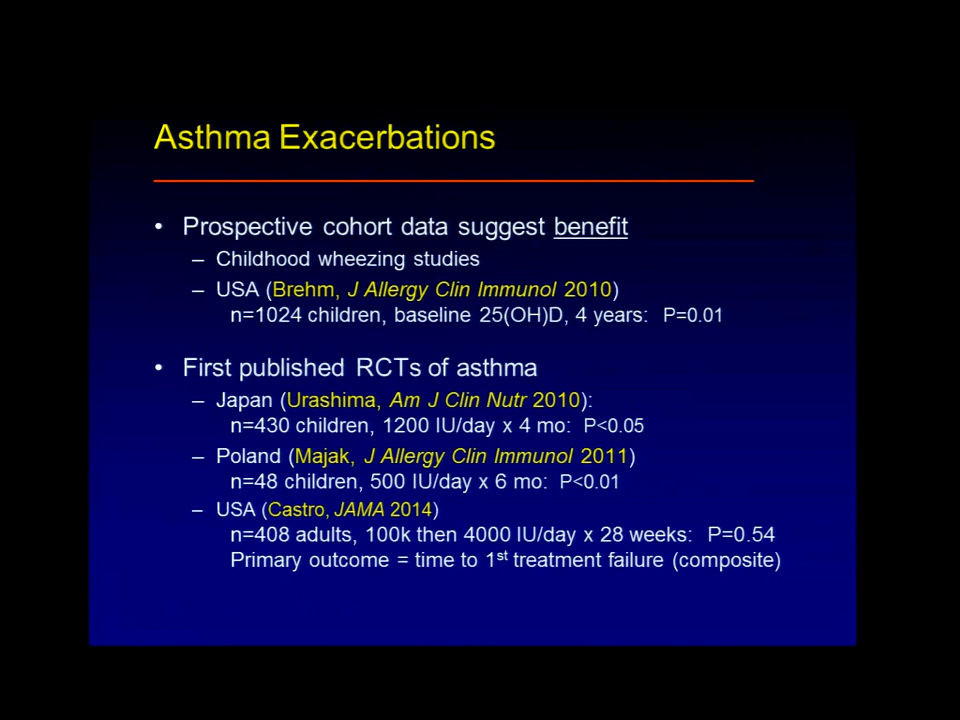 Asthma Exacerbations
• Prospective cohort data suggest benefit
– Childhood wheezing studies
– USA (Brehm, J Allergy Clin Immunol 2010)
n=1024 children, baseline 25(OH)D, 4 years: P=0.01
• First published RCTs of asthma
– Japan (Urashima, Am J Clin Nutr 2010):
n=430 children, 1200 IU/day x 4 mo: P<0.05
– Poland (Majak, J Allergy Clin Immunol 2011)
n=48 children, 500 IU/day x 6 mo: P<0.01
– USA (Castro, JAMA 2014)
n=408 adults, 100k then 4000 IU/day x 28 weeks: P=0.54
Primary outcome = time to 1st treatment failure (composite)